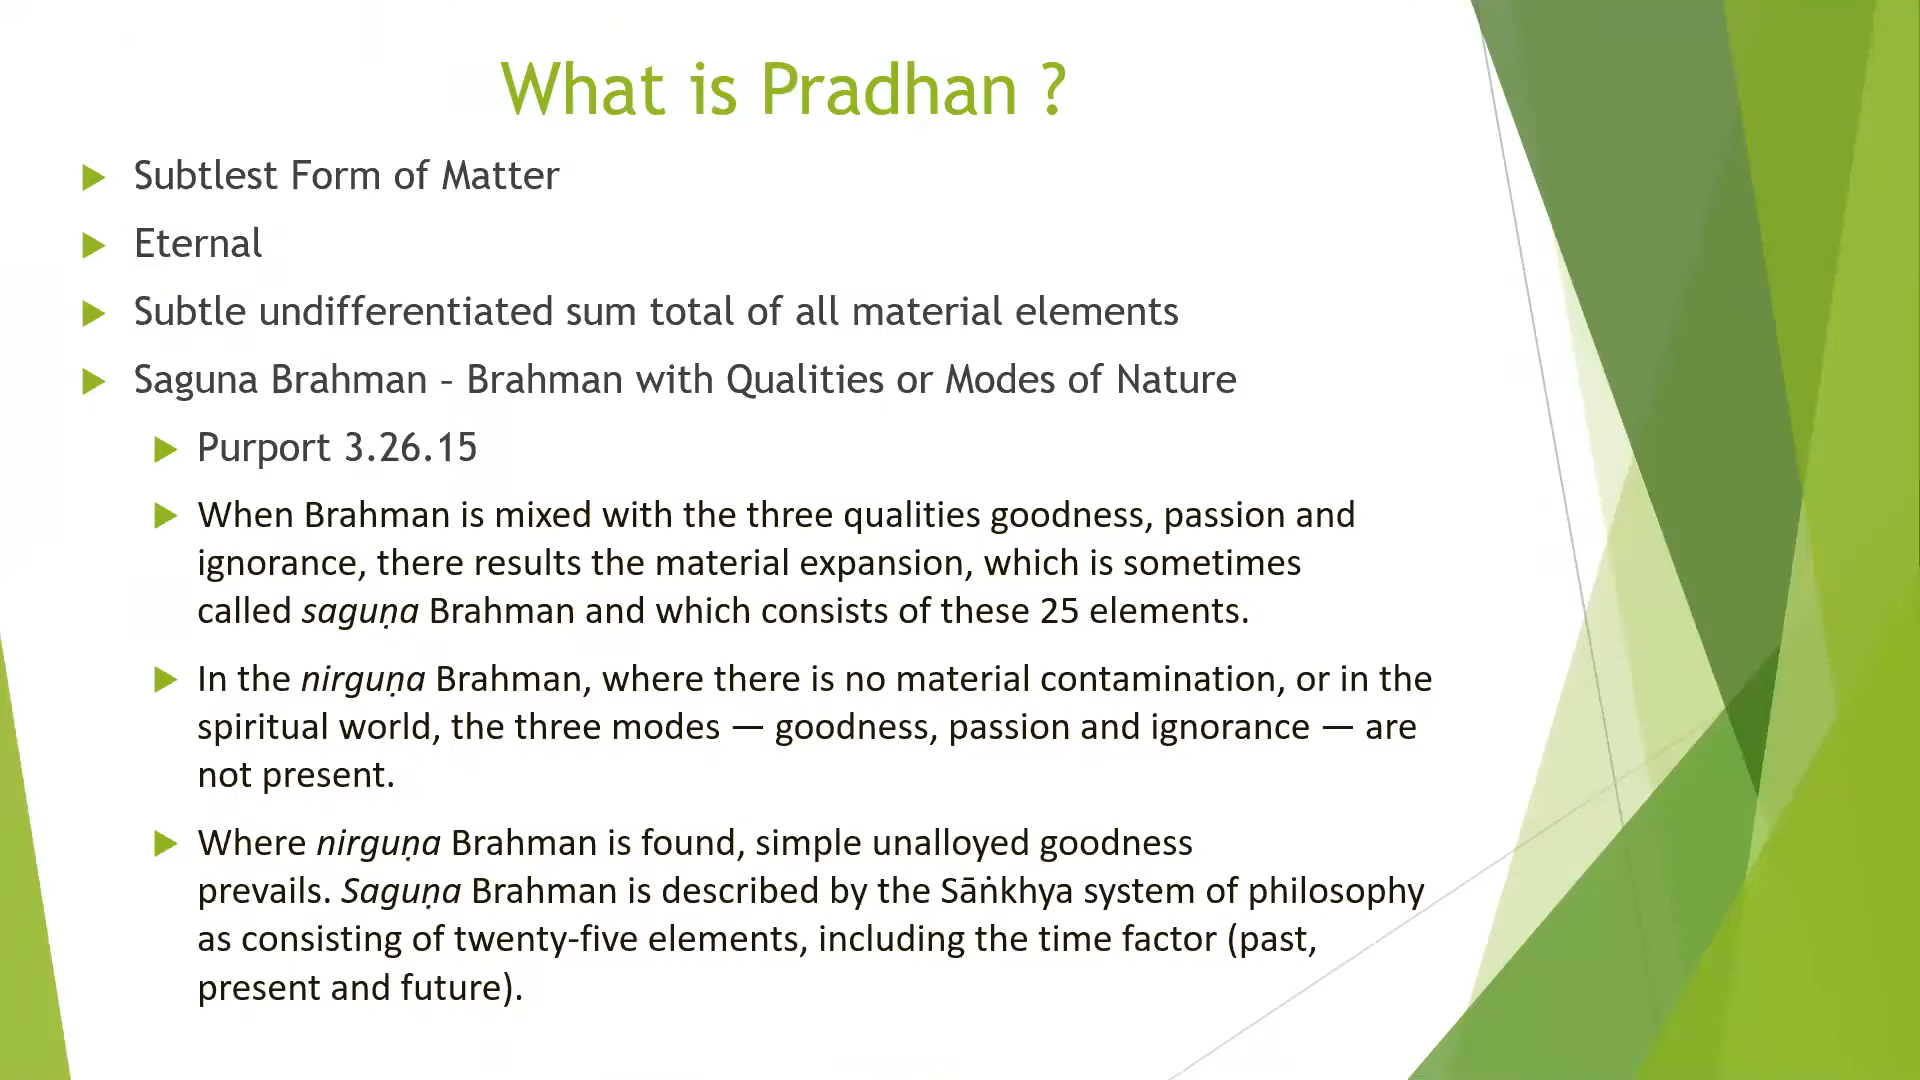 What is Pradhan ?
Subtlest Form of Matter
Eternal
Subtle undifferentiated sum total of all material elements
Saguna Brahman – Brahman with Qualities or Modes of Nature
Purport 3.26.15
When Brahman is mixed with the three qualities goodness, passion and
ignorance, there results the material expansion, which is sometimes
called saguṇa Brahman and which consists of these 25 elements.
In the nirguṇa Brahman, where there is no material contamination, or in the
spiritual world, the three modes — goodness, passion and ignorance — are
not present.
Where nirguṇa Brahman is found, simple unalloyed goodness
prevails. Saguṇa Brahman is described by the Sāṅkhya system of philosophy
as consisting of twenty-five elements, including the time factor (past,
present and future).